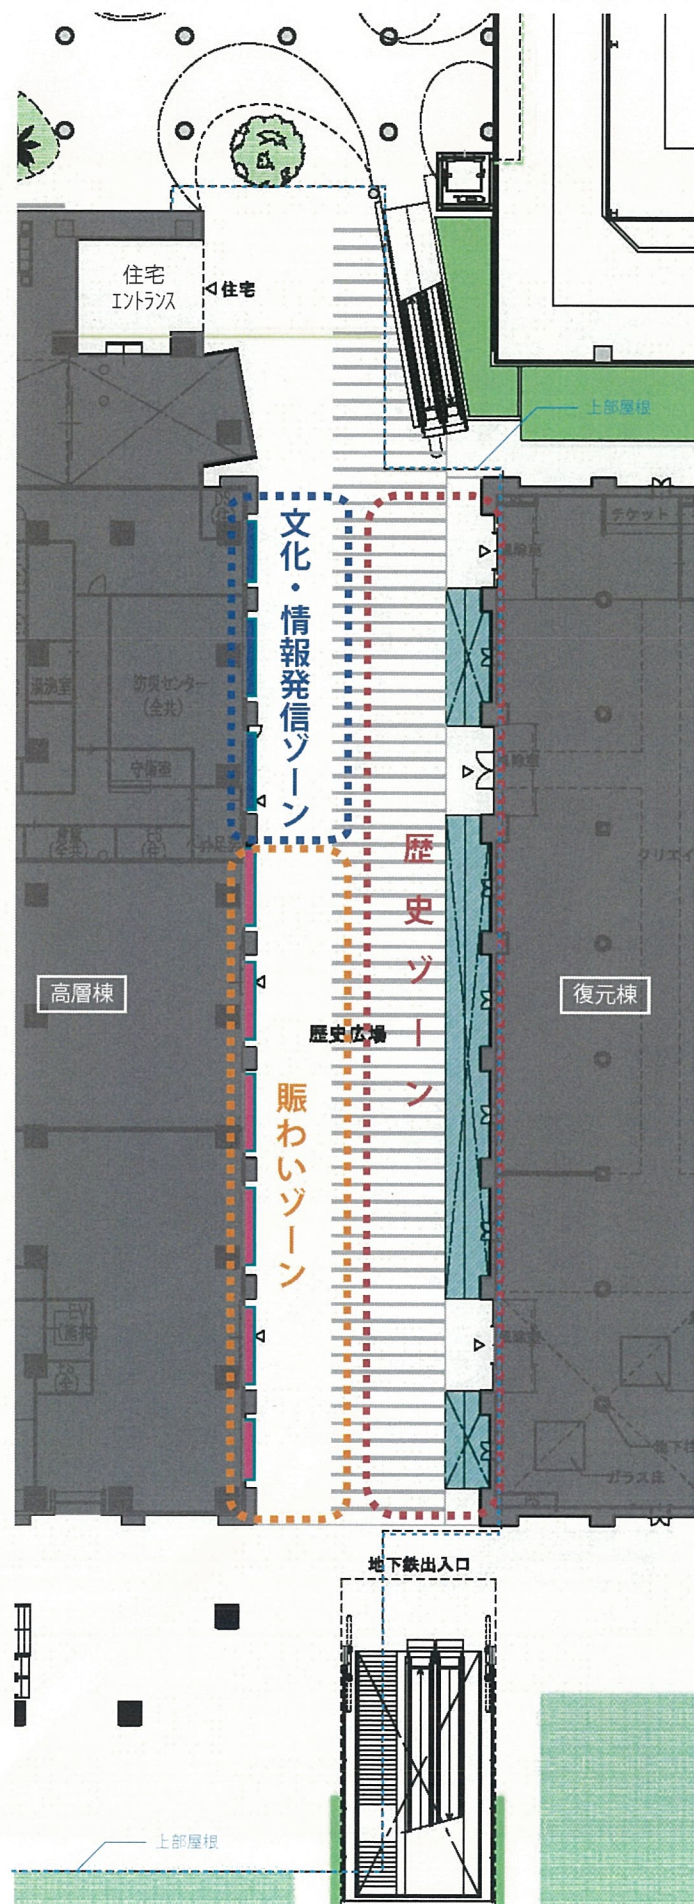 住宅
エントランス
住宅
上部屋根
チケット
文化・情報発信ゾーン
湯沸室
防災センター
(全北)
守衛室
歴史ゾーン
高層棟
歴史広場
復元棟
賑わいゾーン
ガラス床
地下鉄出入口
上部屋根